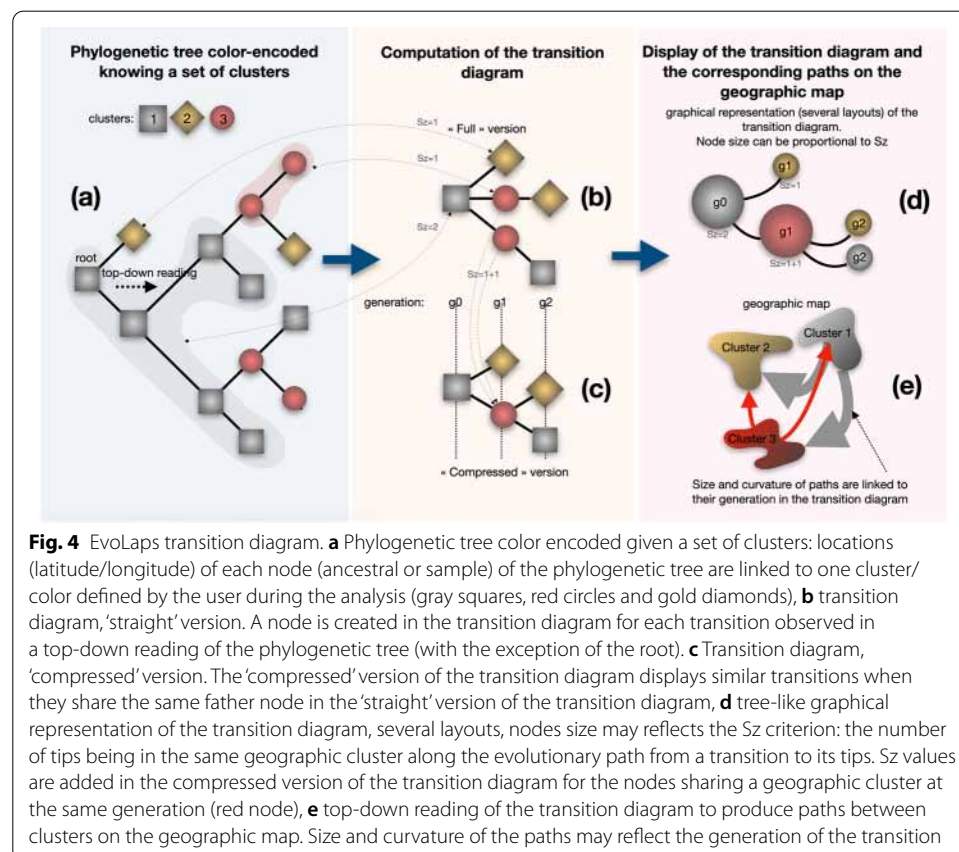 Phylogenetic tree color-encoded
knowing a set of clusters
clusters: 1 2 3
(a)
root
top-down reading
Computation of the transition
diagram
Sz=1
« Full » version
Sz=1
(b)
Sz=2
Sz=1+1
generation: g0 g1 g2
(c)
« Compressed » version
Display of the transition diagram and
the corresponding paths on the
geographic map
graphical representation (several layouts) of the
transition diagram.
Node size can be proportional to Sz
g1
Sz=1
g0
(d)
Sz=2
g1
g2
g2
Sz=1+1
geographic map
Cluster 1
Cluster 2
(e)
Cluster 3
Size and curvature of paths are linked to
their generation in the transition diagram
Fig. 4 EvoLaps transition diagram. a Phylogenetic tree color encoded given a set of clusters: locations
(latitude/longitude) of each node (ancestral or sample) of the phylogenetic tree are linked to one cluster/
color defined by the user during the analysis (gray squares, red circles and gold diamonds), b transition
diagram, ‘straight’ version. A node is created in the transition diagram for each transition observed in
a top-down reading of the phylogenetic tree (with the exception of the root). c Transition diagram,
‘compressed’ version. The ‘compressed’ version of the transition diagram displays similar transitions when
they share the same father node in the ‘straight’ version of the transition diagram, d tree-like graphical
representation of the transition diagram, several layouts, nodes size may reflects the Sz criterion: the number
of tips being in the same geographic cluster along the evolutionary path from a transition to its tips. Sz values
are added in the compressed version of the transition diagram for the nodes sharing a geographic cluster at
the same generation (red node), e top-down reading of the transition diagram to produce paths between
clusters on the geographic map. Size and curvature of the paths may reflect the generation of the transition